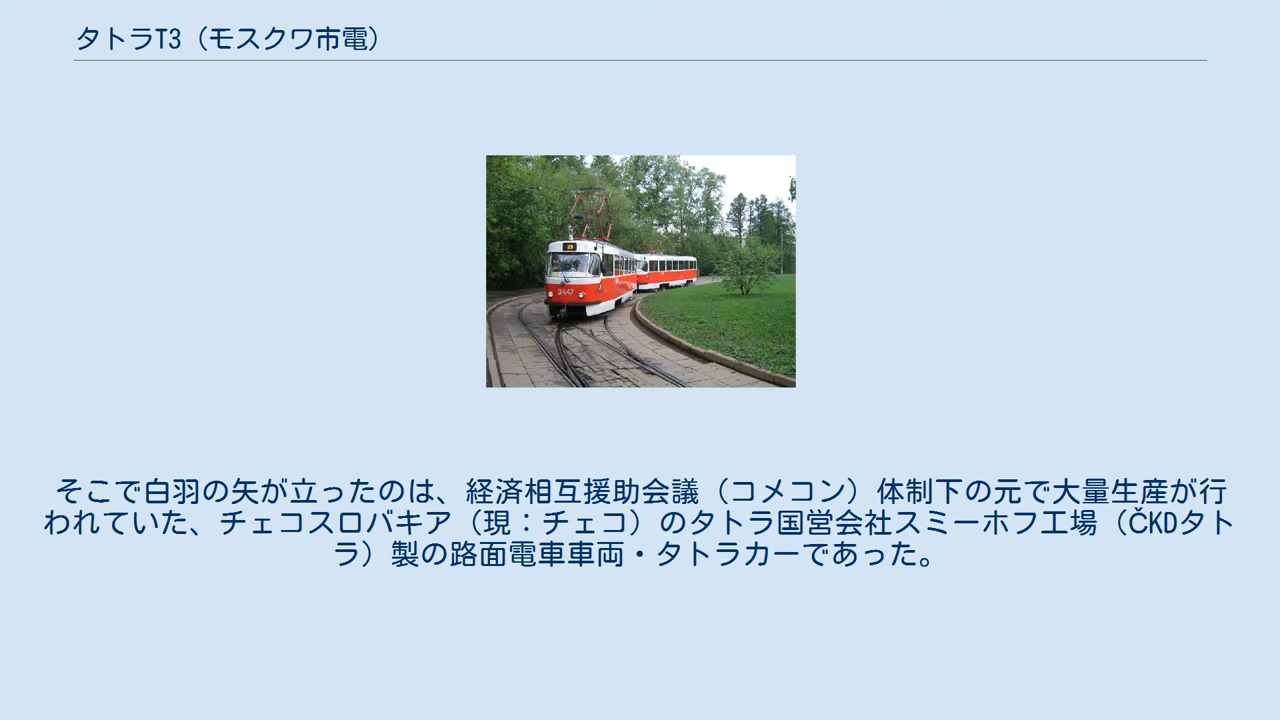 タトラT3（モスクワ市電）
29
3447
そこで白羽の矢が立ったのは、経済相互援助会議（コメコン）体制下の元で大量生産が行
われていた、チェコスロバキア（現：チェコ）のタトラ国営会社スミーホフ工場（ČKDタト
ラ）製の路面電車車両・タトラカーであった。